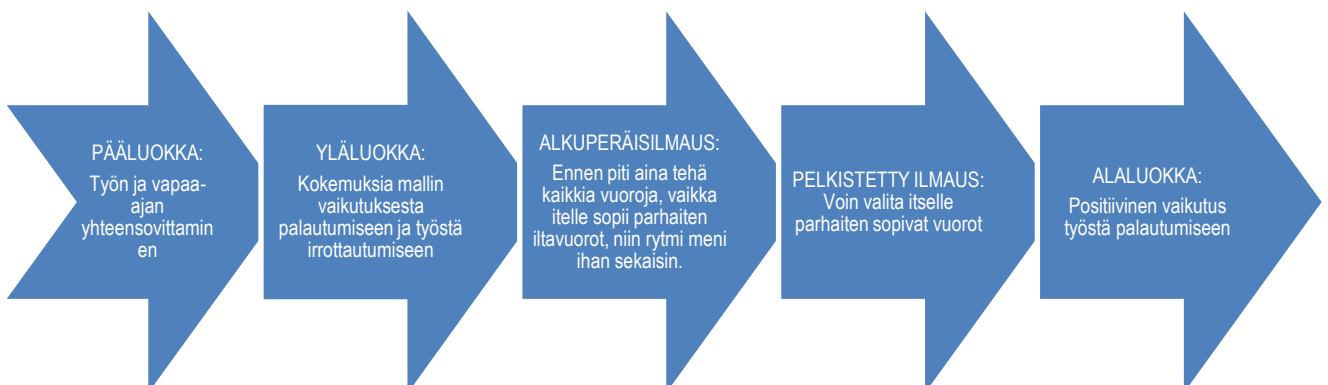 PÄÄLUOKKA:
Työn ja vapaa-
ajan
yhteensovittamin
en
YLÄLUOKKA:
Kokemuksia mallin
vaikutuksesta
palautumiseen ja työstä
irrottautumiseen
ALKUPERÄISILMAUS:
Ennen piti aina tehä
kaikkia vuoroja, vaikka
itelle sopii parhaiten
iltavuorot, niin rytmi meni
ihan sekaisin.
PELKISTETTY ILMAUS:
Voin valita itselle
parhaiten sopivat vuorot
ALALUOKKA:
Positiivinen vaikutus
työstä palautumiseen